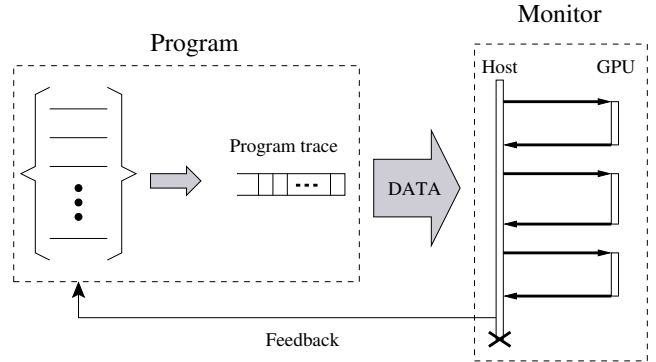 Monitor
Program
Host
GPU
Program trace
DATA
Feedback